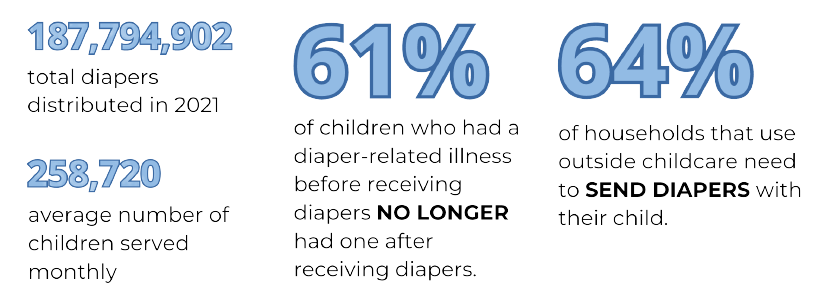 187,794,902
total diapers
distributed in 2021
258,720
average number of
children served
monthly
61%
of children who had a
diaper-related illness
before receiving
diapers NO LONGER
had one after
receiving diapers.
64%
of households that use
outside childcare need
to SEND DIAPERS with
their child.